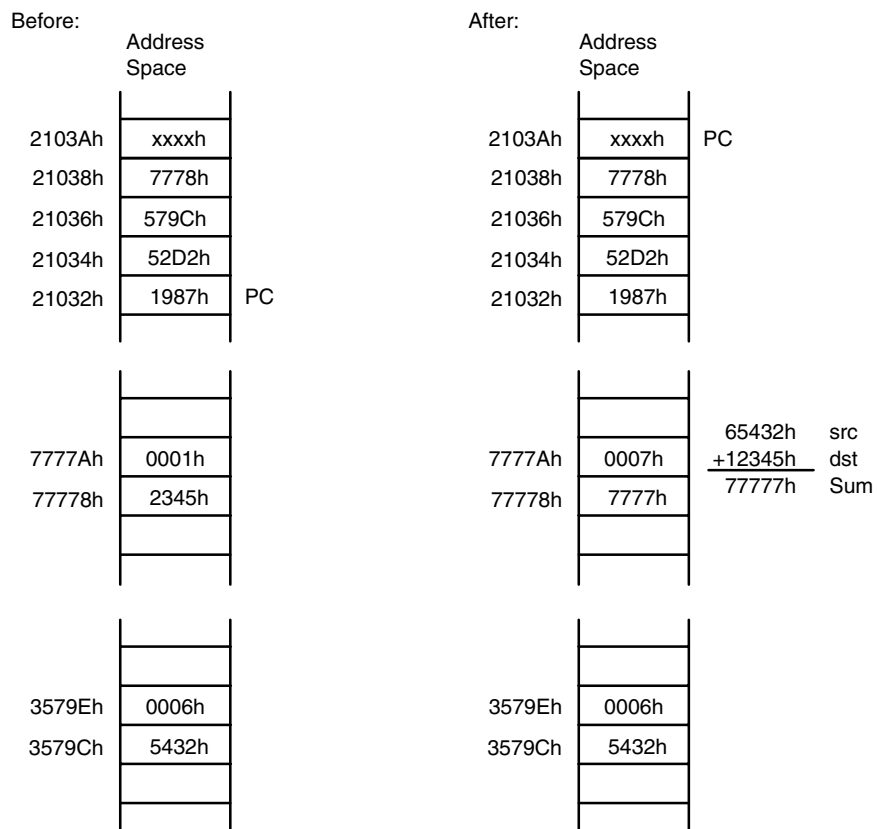 Before:
Address
Space
2103Ah xxxxh
21038h 7778h
21036h 579Ch
21034h 52D2h
21032h 1987h PC
7777Ah 0001h
77778h 2345h
3579Eh 0006h
3579Ch 5432h
After:
Address
Space
2103Ah xxxxh PC
21038h 7778h
21036h 579Ch
21034h 52D2h
21032h 1987h
7777Ah 0007h
77778h 7777h
65432h src
+12345h dst
77777h Sum
3579Eh 0006h
3579Ch 5432h